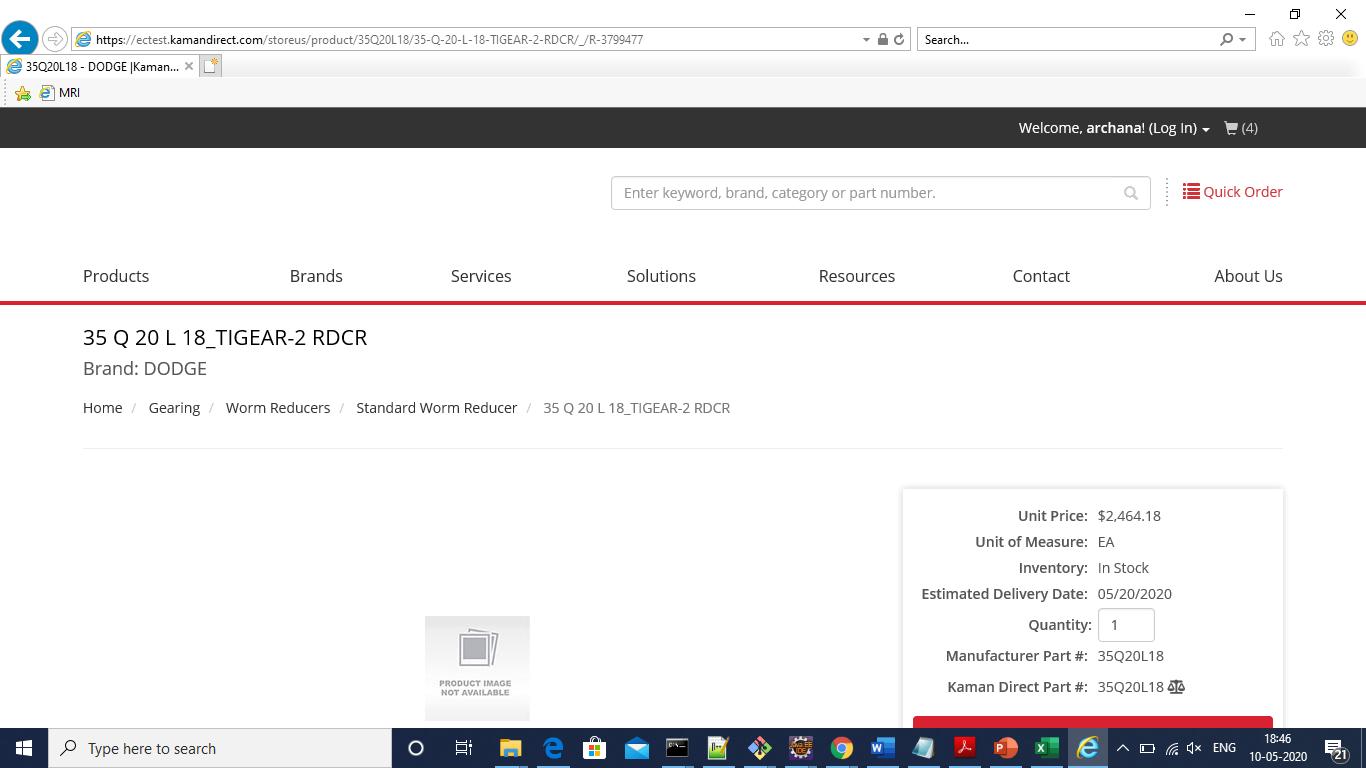 https://ectest.kamandirect.com/storeus/product/35Q20L18/35-Q-20-L-18-TIGEAR-2-RDCR/_/R-3799477
Search...
35Q20L18 - DODGE |Kaman...
MRI
Welcome, archana! (Log In) (4)
Enter keyword, brand, category or part number.
Quick Order
Products Brands Services Solutions Resources Contact About Us
35 Q 20 L 18_TIGEAR-2 RDCR
Brand: DODGE
Home / Gearing / Worm Reducers / Standard Worm Reducer / 35 Q 20 L 18_TIGEAR-2 RDCR
Unit Price: $2,464.18
Unit of Measure: EA
Inventory: In Stock
Estimated Delivery Date: 05/20/2020
Quantity: 1
Manufacturer Part #: 35Q20L18
Kaman Direct Part #: 35Q20L18
PRODUCT IMAGE
NOT AVAILABLE
Type here to search
ENG
18:46
10-05-2020
21